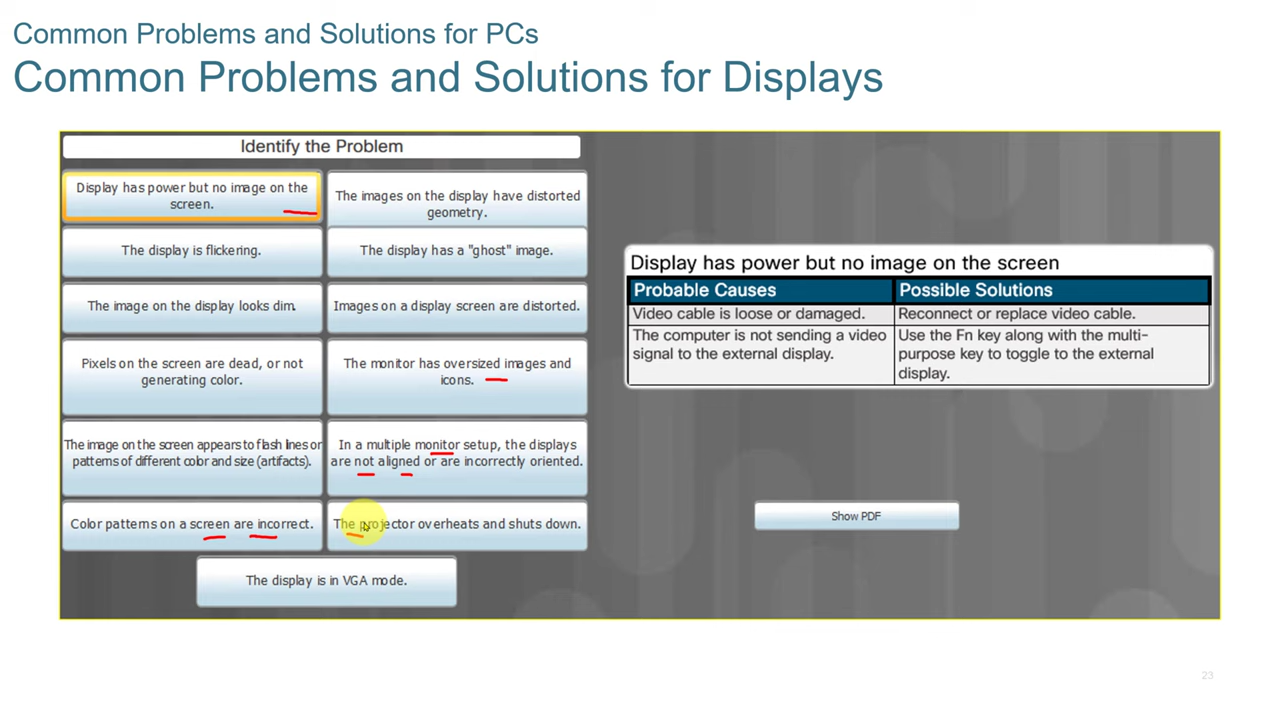 Common Problems and Solutions for PCs
Common Problems and Solutions for Displays
Identify the Problem
Display has power but no image on the
screen.
The images on the display have distorted
geometry.
The display is flickering.
The display has a "ghost" image.
The image on the display looks dim.
Images on a display screen are distorted.
Pixels on the screen are dead, or not
generating color.
The monitor has oversized images and
icons.
The image on the screen appears to flash lines or
patterns of different color and size (artifacts).
In a multiple monitor setup, the displays
are not aligned or are incorrectly oriented.
Color patterns on a screen are incorrect.
The projector overheats and shuts down.
The display is in VGA mode.
Display has power but no image on the screen
Probable Causes
Possible Solutions
Video cable is loose or damaged.
Reconnect or replace video cable.
The computer is not sending a video
signal to the external display.
Use the Fn key along with the multi-
purpose key to toggle to the external
display.
Show PDF
23